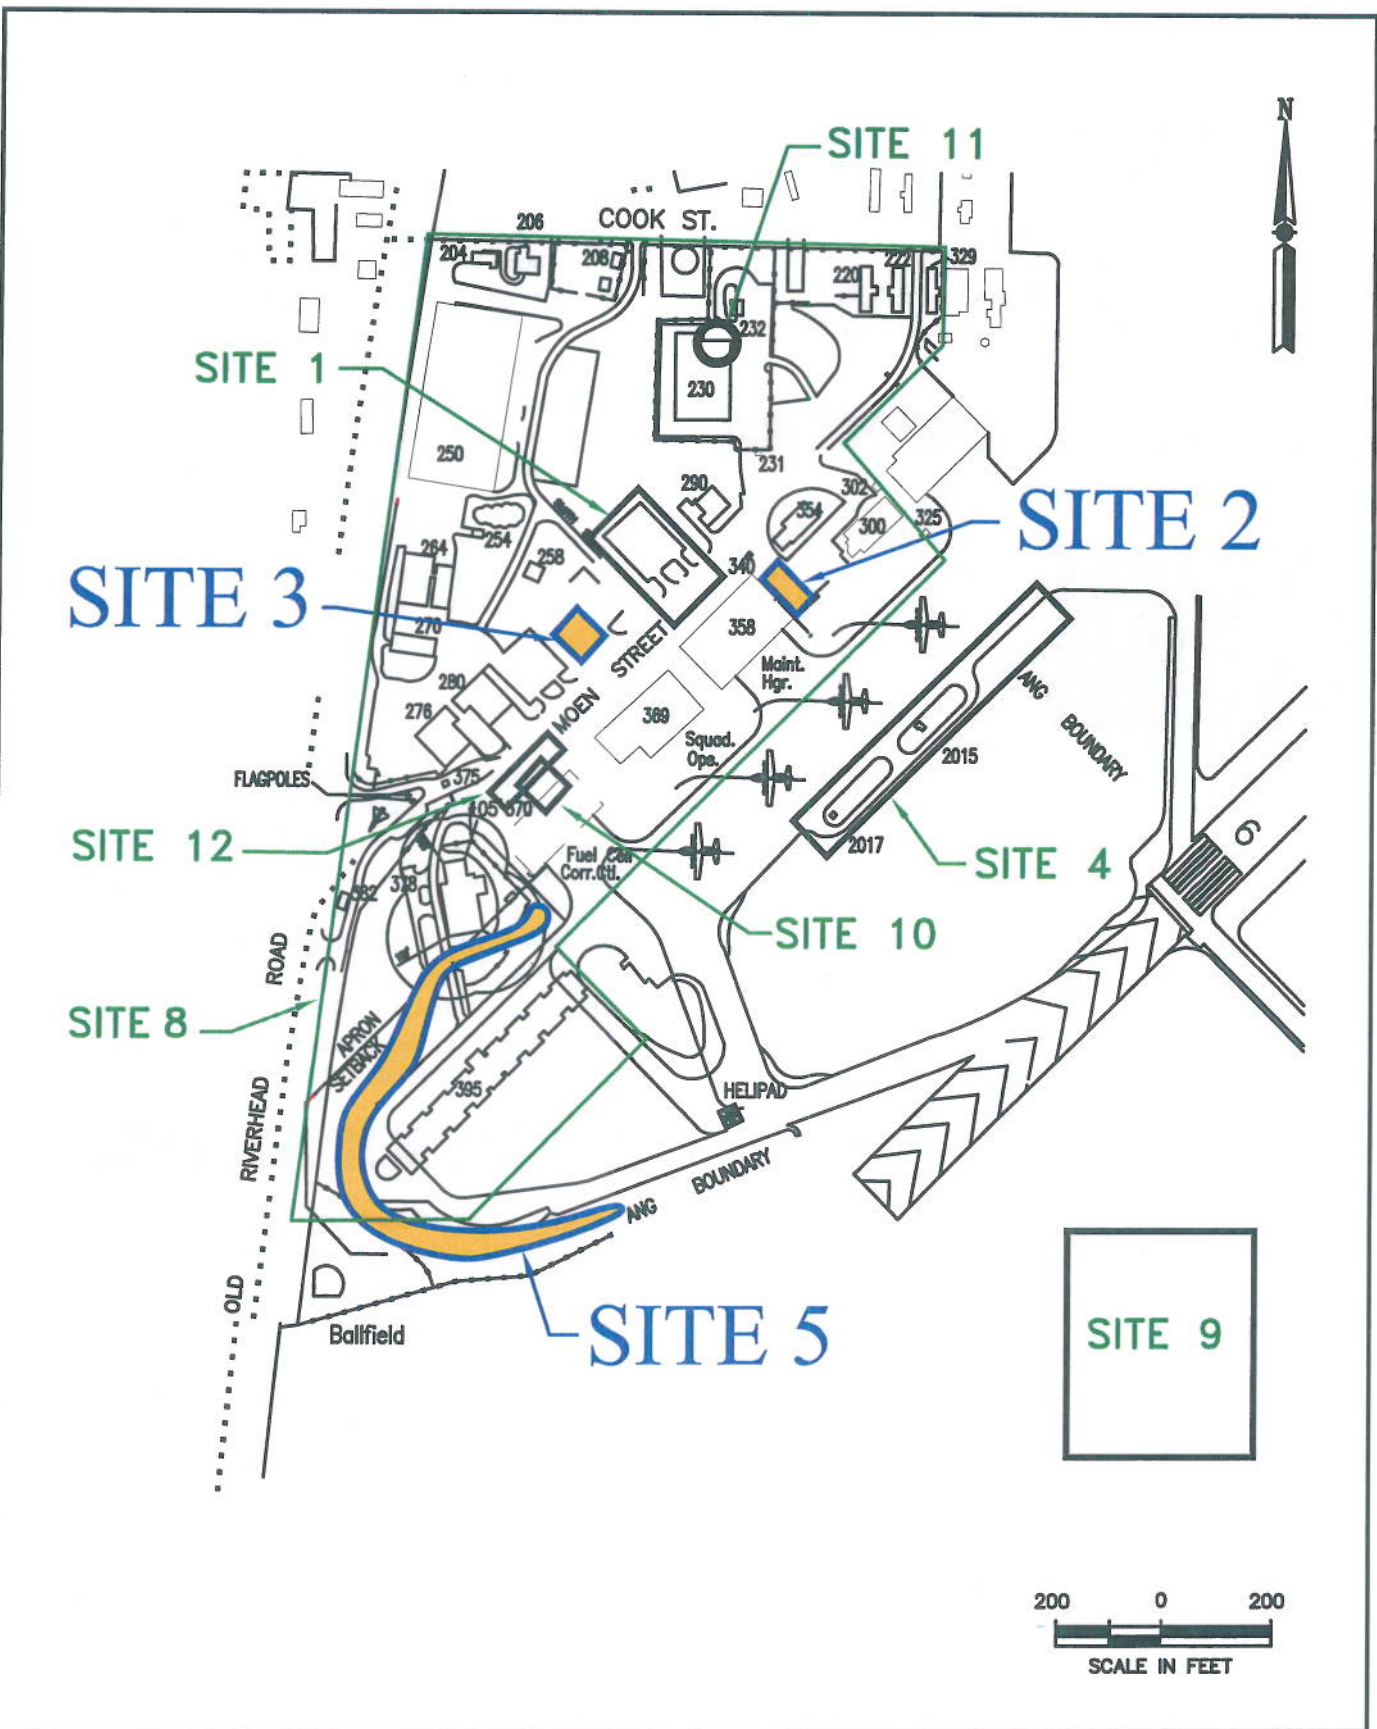 N
SITE 11
206
COOK ST.
204
208
220
222
329
232
SITE 1
230
250
231
290
302
354
300
325
SITE 2
264
254
258
340
SITE 3
270
358
STREET
MOEN
Maint.
Hgr.
280
276
369
ANG BOUNDARY
Squad.
Ops.
2015
FLAGPOLES
375
105 370
SITE 12
2017
SITE 4
6
Fuel Cell
Corr.Ctl.
378
382
SITE 10
ROAD
SITE 8
APRON
SETBACK
395
HELIPAD
RIVERHEAD
BOUNDARY
ANG
OLD
SITE 5
Ballfield
SITE 9
200 0 200
SCALE IN FEET